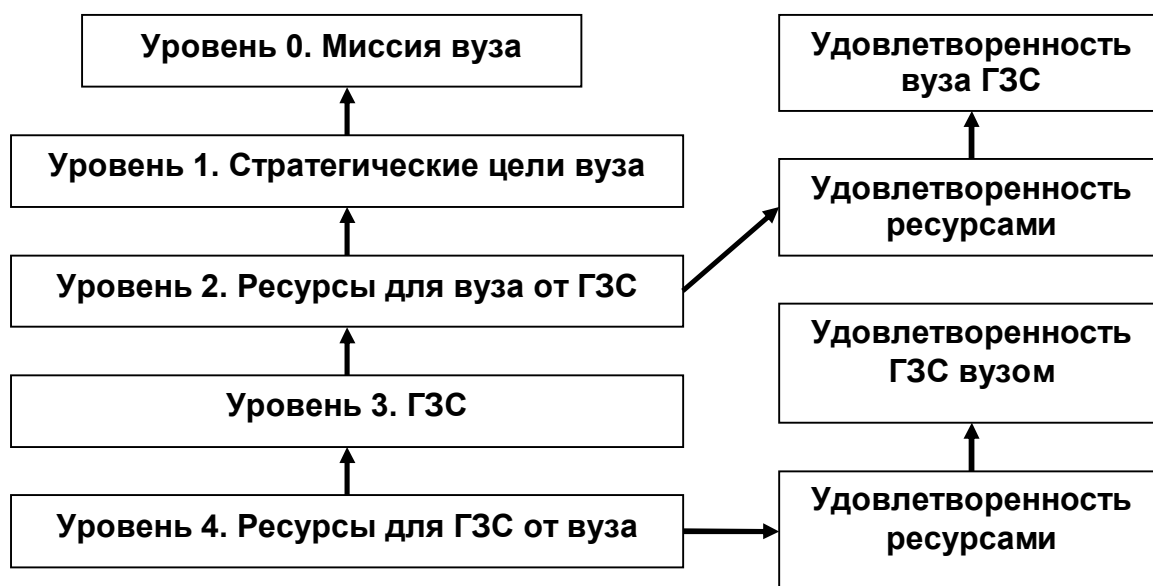 Уровень 0. Миссия вуза
Уровень 1. Стратегические цели вуза
Уровень 2. Ресурсы для вуза от ГЗС
Уровень 3. ГЗС
Уровень 4. Ресурсы для ГЗС от вуза
Удовлетворенность
вуза ГЗС
Удовлетворенность
ресурсами
Удовлетворенность
ГЗС вузом
Удовлетворенность
ресурсами